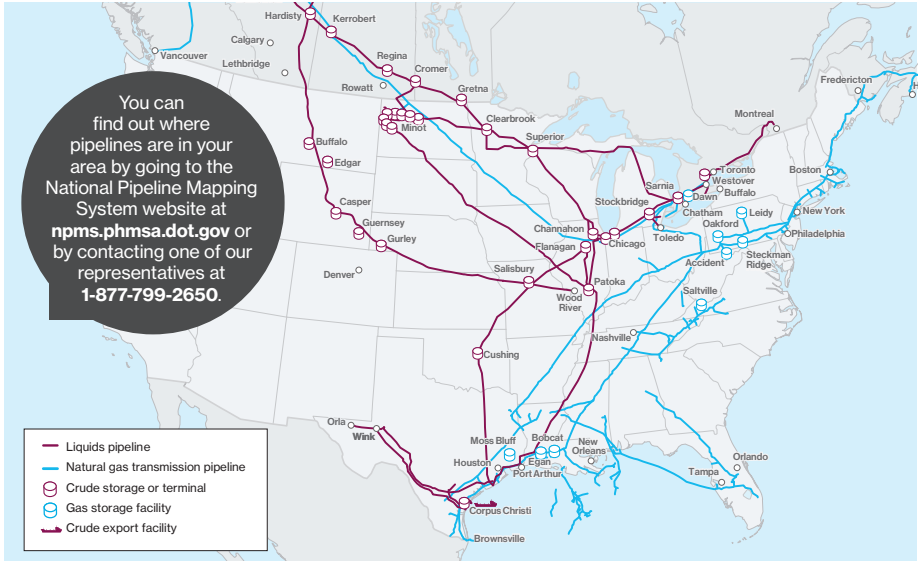 Hardisty
Kerrobert
Calgary
Vancouver
Lethbridge
Regina
Cromer
Rowatt
Gretna
Fredericton
H
Minot
Clearbrook
Superior
Montreal
You can
find out where
pipelines are in your
area by going to the
National Pipeline Mapping
System website at
npms.phmsa.dot.gov or
by contacting one of our
representatives at
1-877-799-2650.
Buffalo
Edgar
Casper
Guernsey
Gurley
Denver
Sarnia
Toronto
Westover
Buffalo
Dawn
Boston
Stockbridge
Chatham
Oakford
Leidy
New York
Channahon
Flanagan
Chicago
Toledo
Philadelphia
Accident
Steckman
Ridge
Salisbury
Patoka
Wood
River
Saltville
Nashville
Cushing
Orla
Wink
Moss Bluff
Bobcat
New
Orleans
Houston
Egan
Port Arthur
Orlando
Tampa
Corpus Christi
Brownsville
Liquids pipeline
Natural gas transmission pipeline
Crude storage or terminal
Gas storage facility
Crude export facility